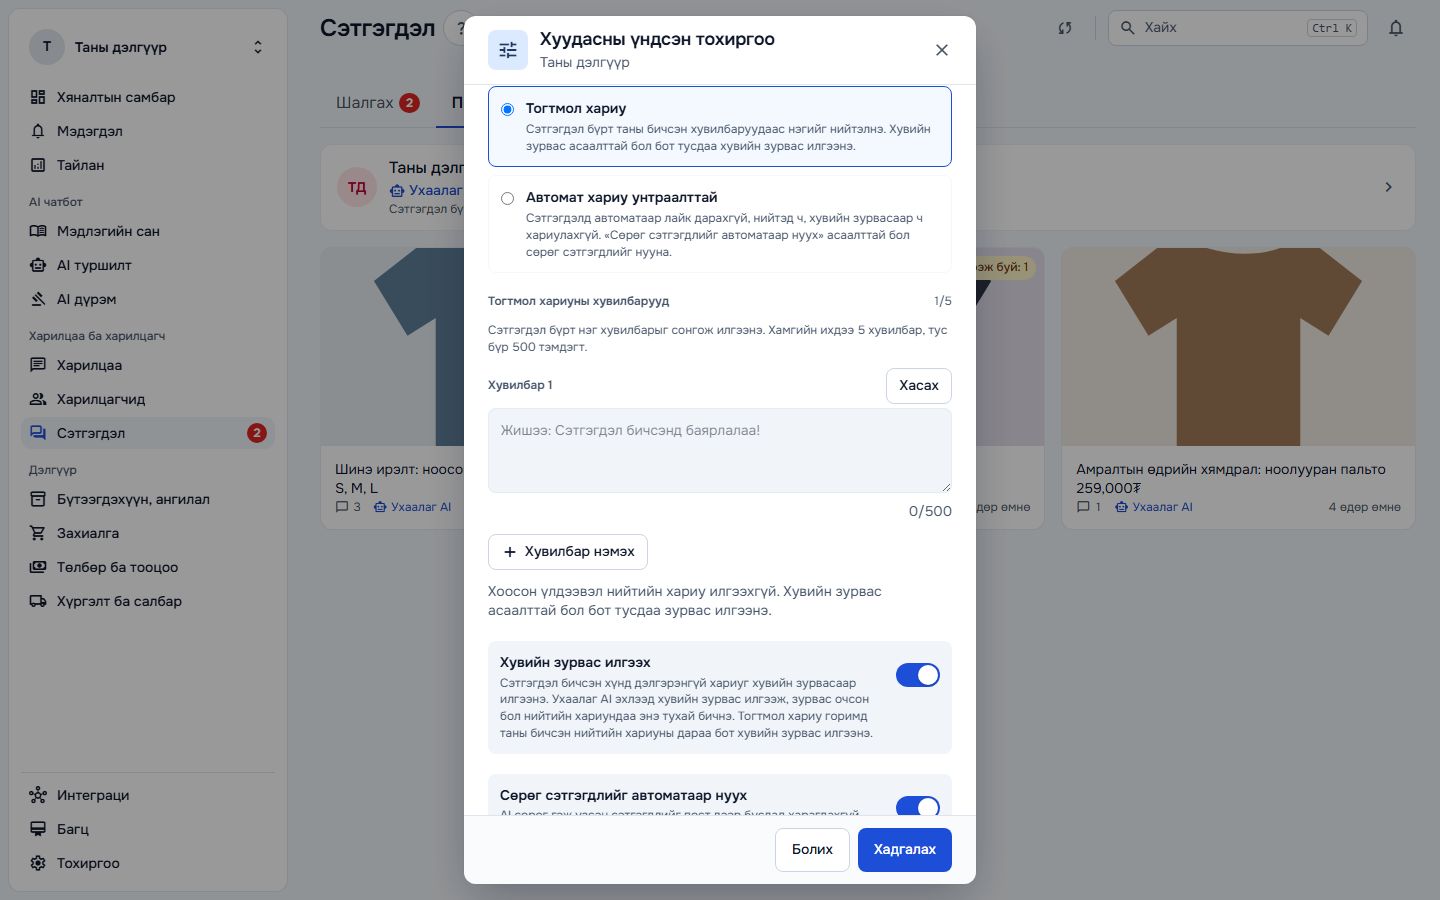 Т
Таны дэлгүүр
Хяналтын самбар
Мэдэгдэл
Тайлан
AI чатбот
Мэдлэгийн сан
AI туршилт
AI дүрэм
Харилцаа ба харилцагч
Харилцаа
Харилцагчид
Сэтгэгдэл
2
Дэлгүүр
Бүтээгдэхүүн, ангилал
Захиалга
Төлбөр ба тооцоо
Хүргэлт ба салбар
Интеграци
Багц
Тохиргоо
Сэтгэгдэл
?
Хайх
Ctrl K
Шалгах
2
ТД
Ухаалаг
Хуудасны үндсэн тохиргоо
Таны дэлгүүр
Тогтмол хариу
Сэтгэгдэл бүрт таны бичсэн хувилбаруудаас нэгийг нийтэлнэ. Хувийн
зурвас асаалттай бол бот тусдаа хувийн зурвас илгээнэ.
Автомат хариу унтраалттай
Сэтгэгдэлд автоматаар лайк дарахгүй, нийтэд ч, хувийн зурвасаар ч
хариулахгүй. «Сөрөг сэтгэгдлийг автоматаар нуух» асаалттай бол
сөрөг сэтгэгдлийг нууна.
Тогтмол хариуны хувилбарууд
1/5
Сэтгэгдэл бүрт нэг хувилбарыг сонгож илгээнэ. Хамгийн ихдээ 5 хувилбар, тус
бүр 500 тэмдэгт.
Хувилбар 1
Хасах
Жишээ: Сэтгэгдэл бичсэнд баярлалаа!
0/500
Хувилбар нэмэх
Хоосон үлдээвэл нийтийн хариу илгээхгүй. Хувийн зурвас
асаалттай бол бот тусдаа зурвас илгээнэ.
Хувийн зурвас илгээх
Сэтгэгдэл бичсэн хүнд дэлгэрэнгүй хариуг хувийн зурвасаар
илгээнэ. Ухаалаг AI эхлээд хувийн зурвас илгээж, зурвас очсон
бол нийтийн хариундаа энэ тухай бичнэ. Тогтмол хариу горимд
таны бичсэн нийтийн хариуны дараа бот хувийн зурвас илгээнэ.
Сөрөг сэтгэгдлийг автоматаар нуух
Болих
Хадгалах
Шинэ ирэлт:
S, M, L
3
Ухаалаг AI
буй: 1
өмнө
Амралтын өдрийн хямдрал: ноолууран пальто
259,000₮
1
Ухаалаг AI
4 өдөр өмнө